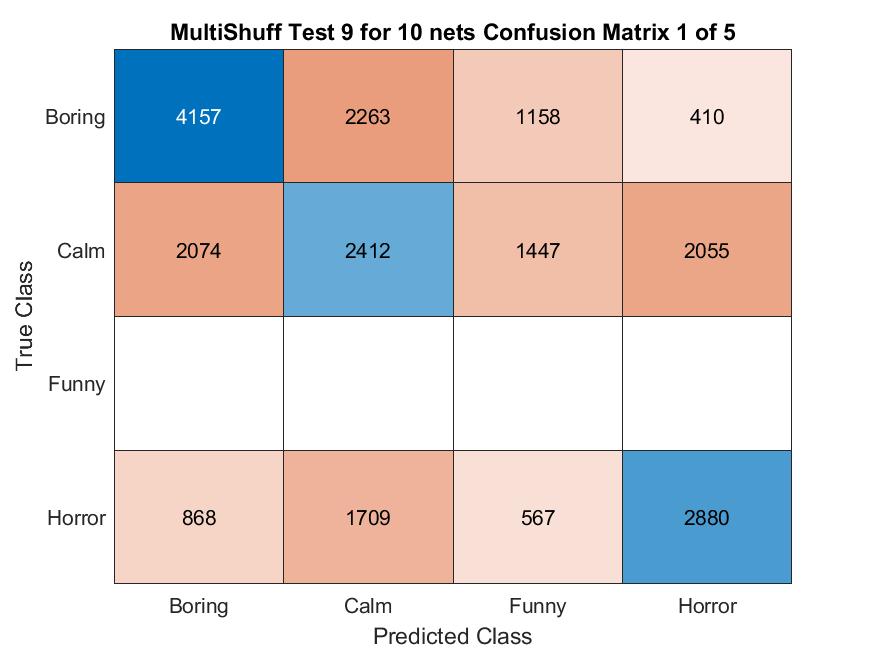 MultiShuff Test 9 for 10 nets Confusion Matrix 1 of 5
Boring 4157 2263 1158 410
Calm 2074 2412 1447 2055
Funny
Horror 868 1709 567 2880
Boring Calm Funny Horror
Predicted Class
True Class